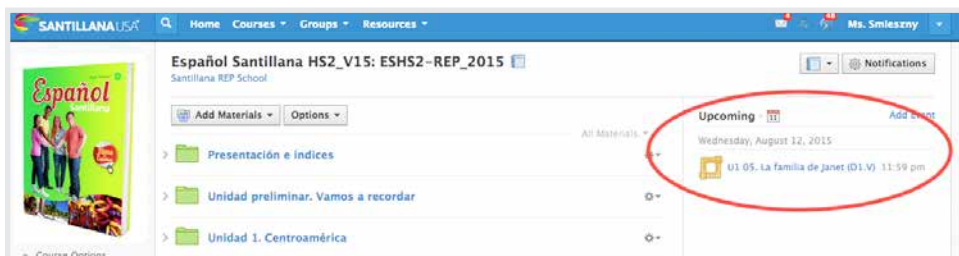 SANTILLANAUSA Home Courses Groups Resources Ms. Smieszny
Español Santillana HS2_V15: ESHS2-REP_2015
Santillana REP School
Notifications
Español
Santillana
Add Materials Options
All Materials
Presentación e índices
Unidad preliminar. Vamos a recordar
Unidad 1. Centroamérica
Course Options
Upcoming
Add Event
Wednesday, August 12, 2015
U1 05. La familia de Janet (D1.V) 11:59 pm